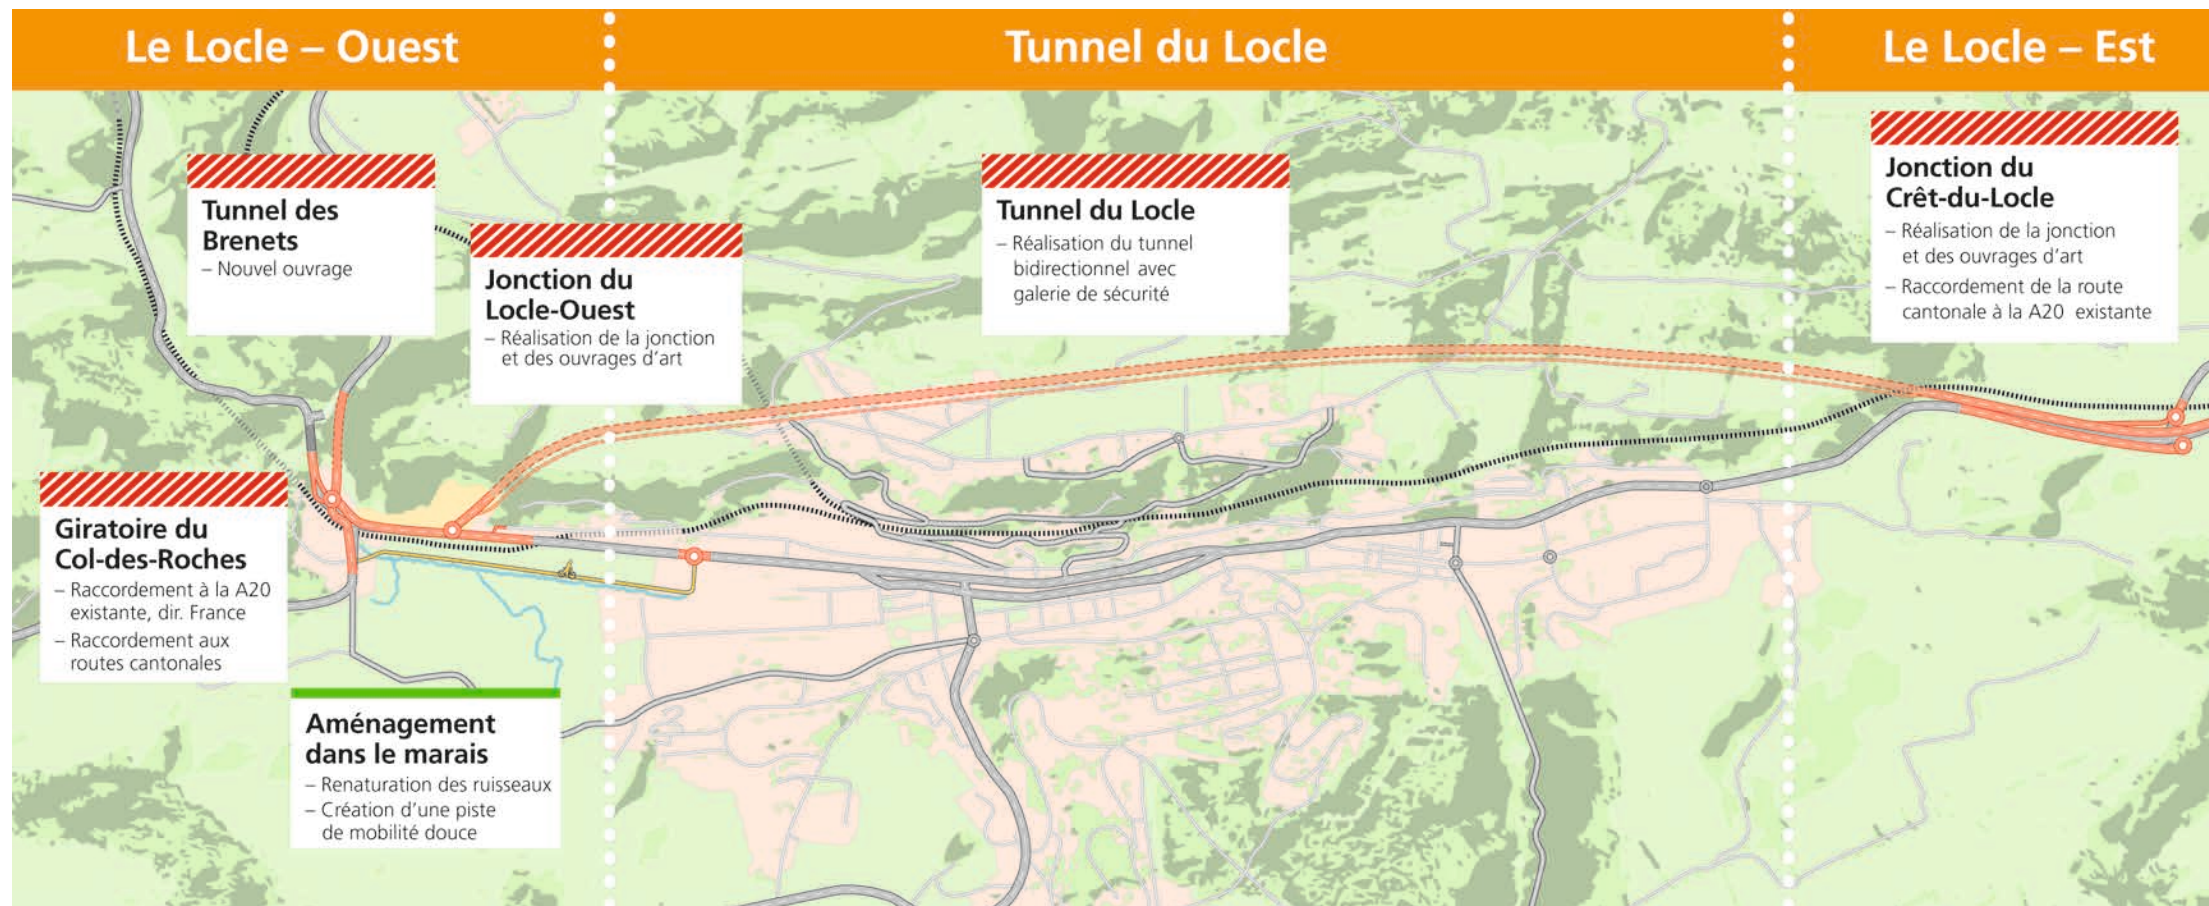 Le Locle – Ouest
Tunnel du Locle
Le Locle – Est
Tunnel des
Brenets
– Nouvel ouvrage
Jonction du
Locle-Ouest
– Réalisation de la jonction
et des ouvrages d’art
Tunnel du Locle
– Réalisation du tunnel
bidirectionnel avec
galerie de sécurité
Jonction du
Crêt-du-Locle
– Réalisation de la jonction
et des ouvrages d’art
– Raccordement de la route
cantonale à la A20 existante
Giratoire du
Col-des-Roches
– Raccordement à la A20
existante, dir. France
– Raccordement aux
routes cantonales
Aménagement
dans le marais
– Renaturation des ruisseaux
– Création d’une piste
de mobilité douce